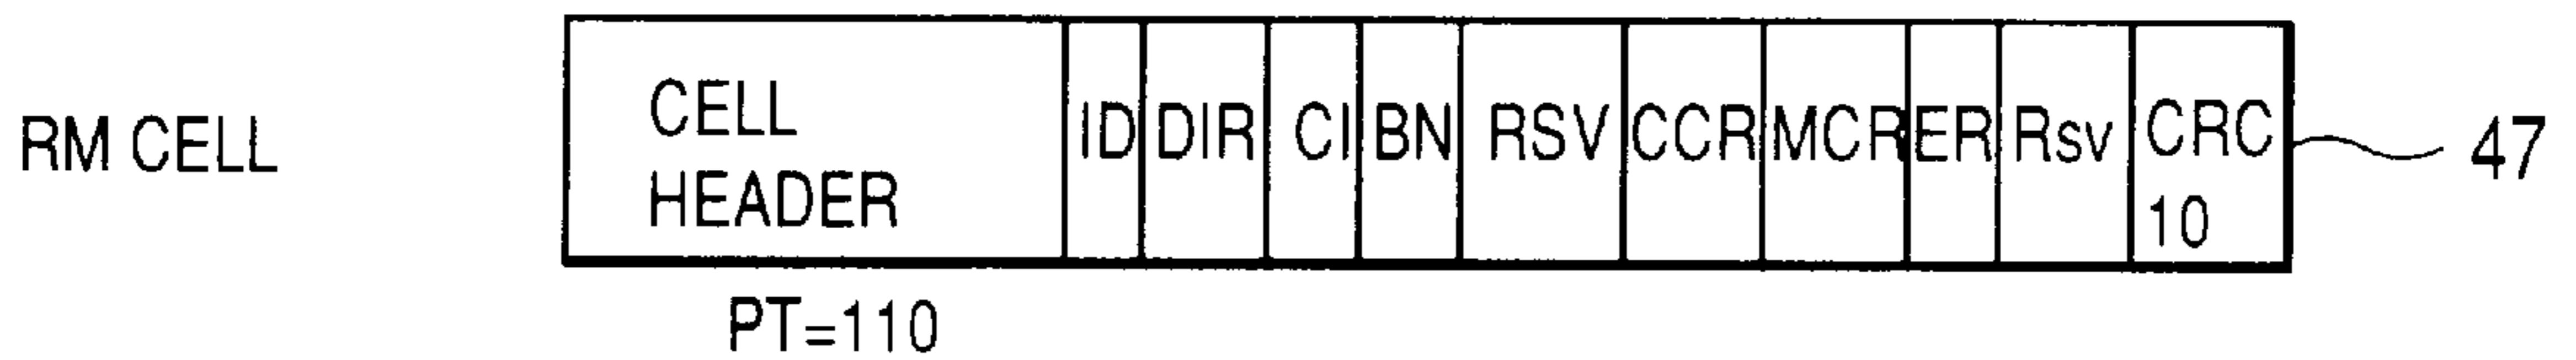 RM CELL
CELL
HEADER
ID DIR CI BN RSV CCR MCR ER Rsv CRC
10
47
PT=110